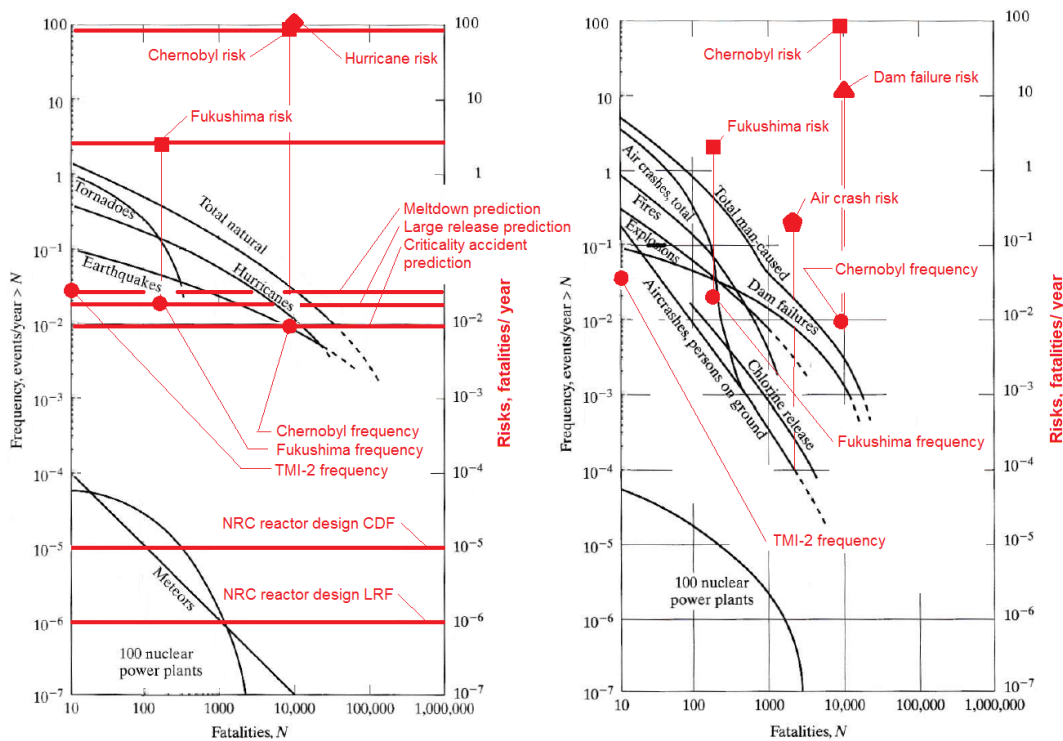 100
10
1
10⁻¹
10⁻²
10⁻³
10⁻⁴
10⁻⁵
10⁻⁶
10⁻⁷
Frequency, events/year > N
Chernobyl risk
Hurricane risk
Fukushima risk
Tornadoes
Total natural
Hurricanes
Earthquakes
Meltdown prediction
Large release prediction
Criticality accident
prediction
Chernobyl frequency
Fukushima frequency
TMI-2 frequency
NRC reactor design CDF
Meteors
NRC reactor design LRF
100 nuclear
power plants
100
10
1
10⁻¹
10⁻²
10⁻³
10⁻⁴
10⁻⁵
10⁻⁶
10⁻⁷
Risks, fatalities/ year
10
100
1000
10,000
100,000
1,000,000
Fatalities, N
100
10
1
10⁻¹
10⁻²
10⁻³
10⁻⁴
10⁻⁵
10⁻⁶
10⁻⁷
Frequency, events/year > N
Chernobyl risk
Dam failure risk
Fukushima risk
Air crashes, total
Total man-caused
Air crash risk
Fires
Explosions
Chernobyl frequency
Dam failures
Aircrashes, persons on ground
Chlorine release
Fukushima frequency
TMI-2 frequency
100 nuclear
power plants
100
10
1
10⁻¹
10⁻²
10⁻³
10⁻⁴
10⁻⁵
10⁻⁶
10⁻⁷
Risks, fatalities/ year
10
100
1000
10,000
100,000
1,000,000
Fatalities, N